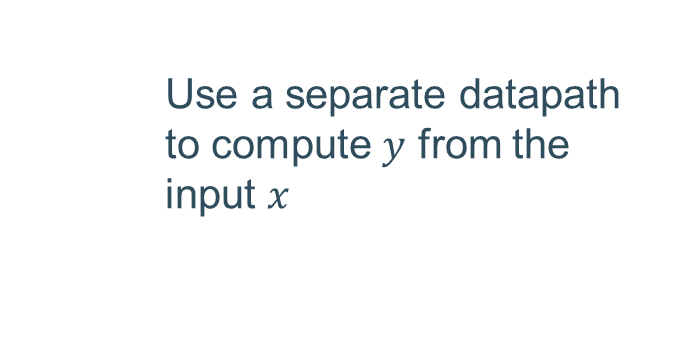 Use a separate datapath
to compute y from the
input x